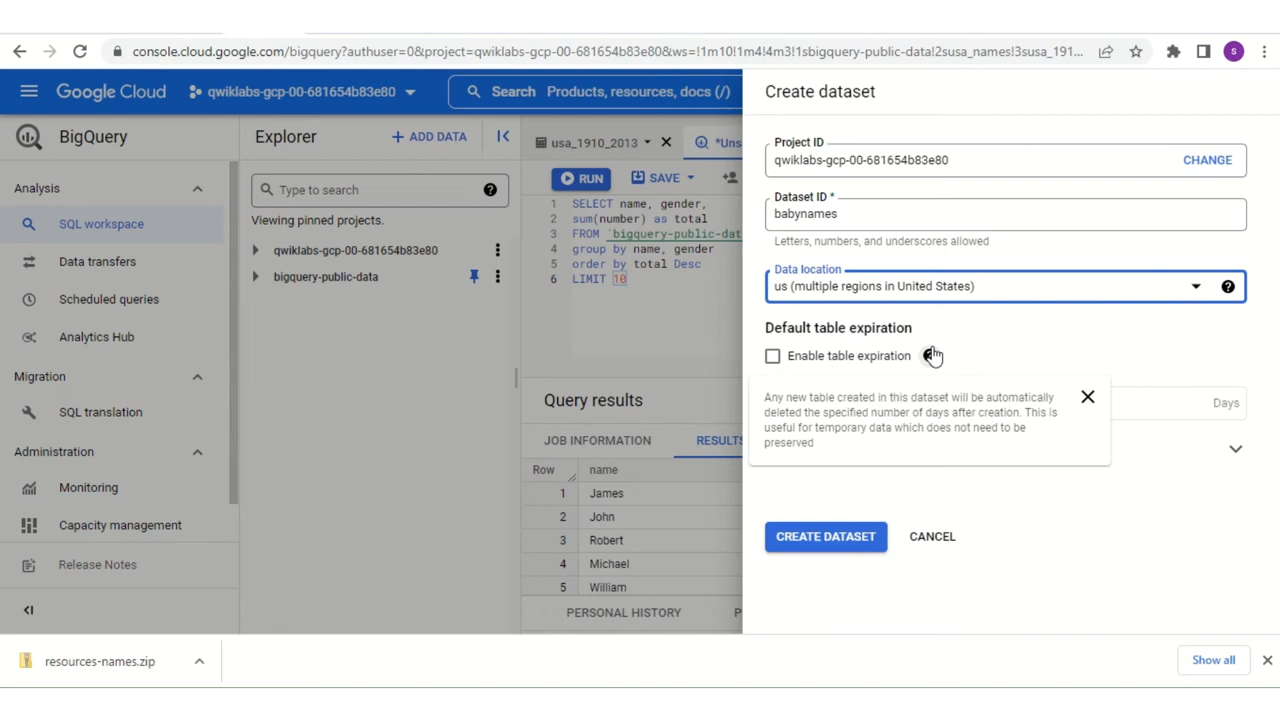 console.cloud.google.com/bigquery?authuser=0&project=qwiklabs-gcp-00-681654b83e80&ws=!1m10!1m4!4m3!1sbigquery-public-data!2susa_names!3susa_191...
S
Google Cloud
qwiklabs-gcp-00-681654b83e80
Search Products, resources, docs (/)
BigQuery
Analysis
SQL workspace
Data transfers
Scheduled queries
Analytics Hub
Migration
SQL translation
Administration
Monitoring
Capacity management
Release Notes
Explorer
+ ADD DATA
Type to search
Viewing pinned projects.
qwiklabs-gcp-00-681654b83e80
bigquery-public-data
usa_1910_2013
*Uns
RUN
SAVE
1 SELECT name, gender,
2 sum(number) as total
3 FROM `bigquery-public-dat
4 group by name, gender
5 order by total Desc
6 LIMIT 10
Query results
JOB INFORMATION
RESULTS
Row name
1 James
2 John
3 Robert
4 Michael
5 William
PERSONAL HISTORY
P
Create dataset
Project ID
qwiklabs-gcp-00-681654b83e80
CHANGE
Dataset ID *
babynames
Letters, numbers, and underscores allowed
Data location
us (multiple regions in United States)
Default table expiration
Enable table expiration
Any new table created in this dataset will be automatically
deleted the specified number of days after creation. This is
useful for temporary data which does not need to be
preserved
Days
CREATE DATASET
CANCEL
resources-names.zip
Show all